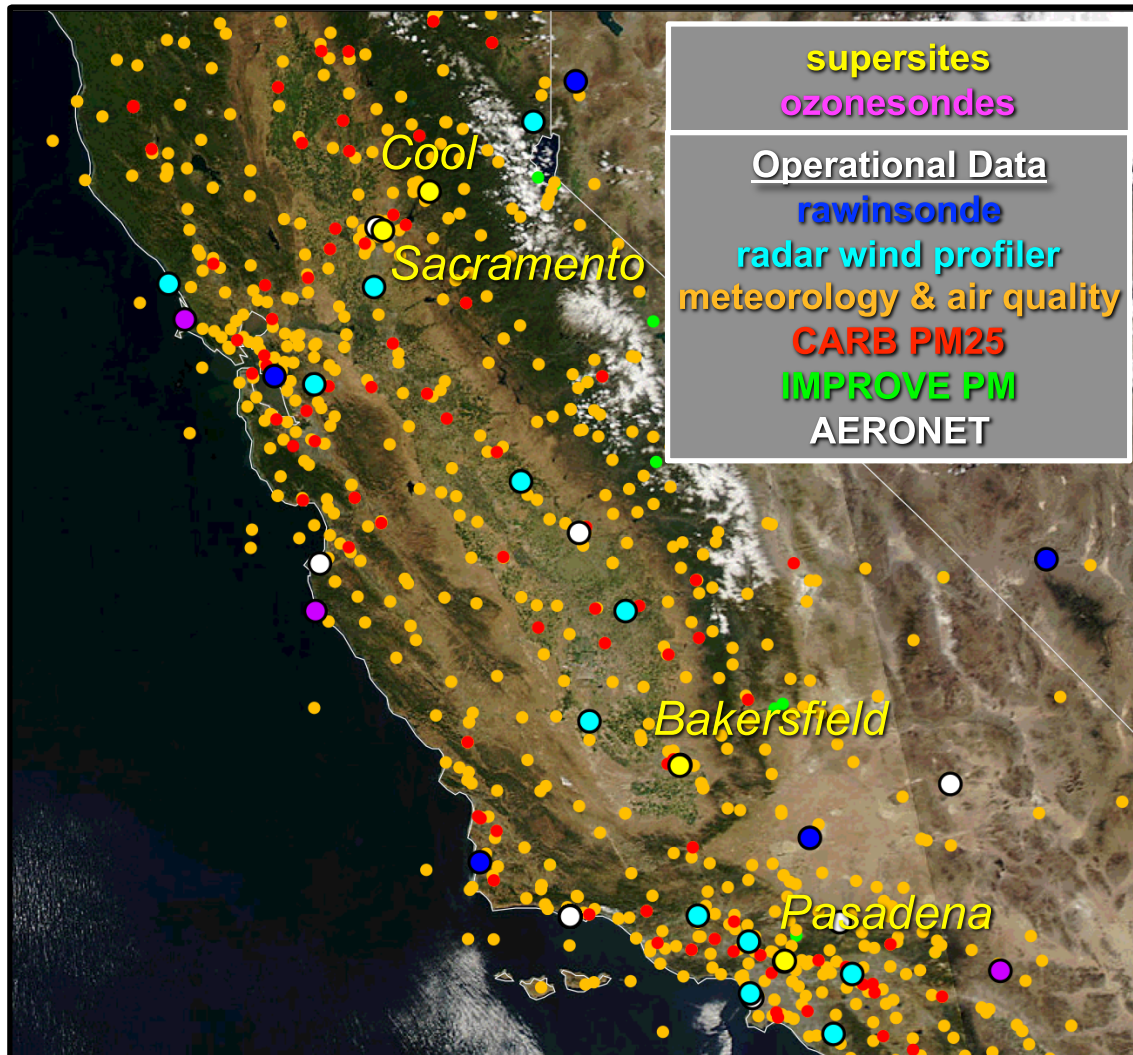 supersites
ozonesondes
Operational Data
rawinsonde
radar wind profiler
meteorology & air quality
CARB PM25
IMPROVE PM
AERONET
Cool
Sacramento
Bakersfield
Pasadena